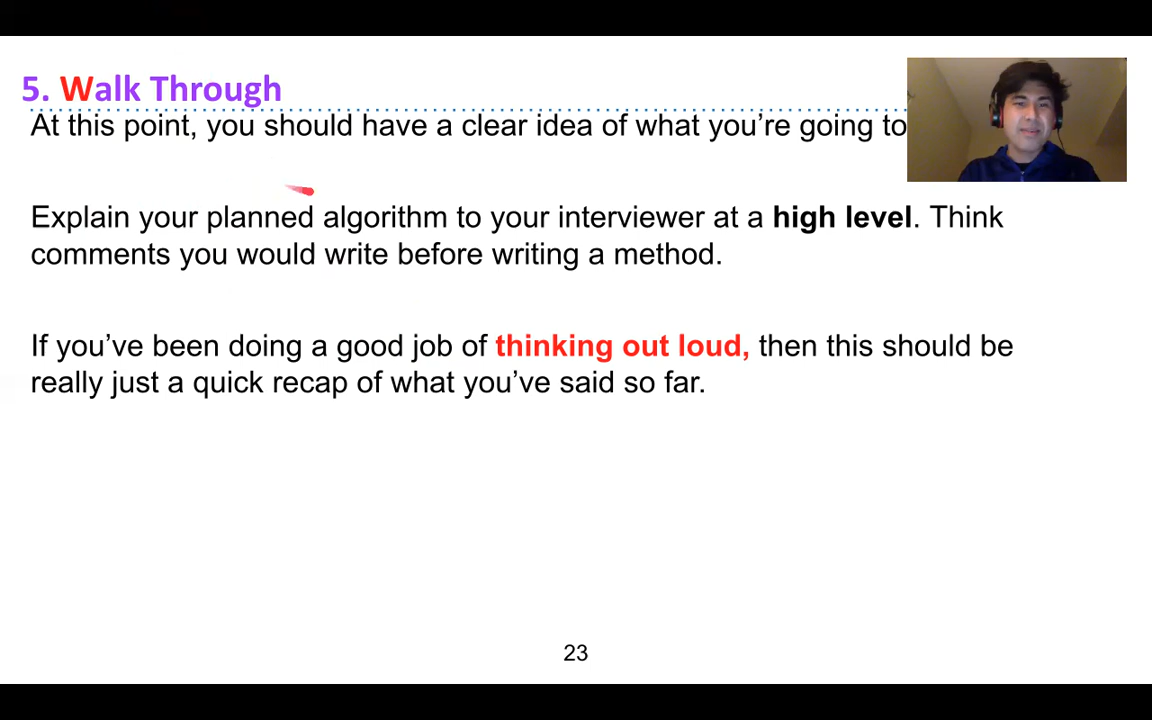 5. Walk Through
At this point, you should have a clear idea of what you’re going to
Explain your planned algorithm to your interviewer at a high level. Think
comments you would write before writing a method.
If you’ve been doing a good job of thinking out loud, then this should be
really just a quick recap of what you’ve said so far.
23